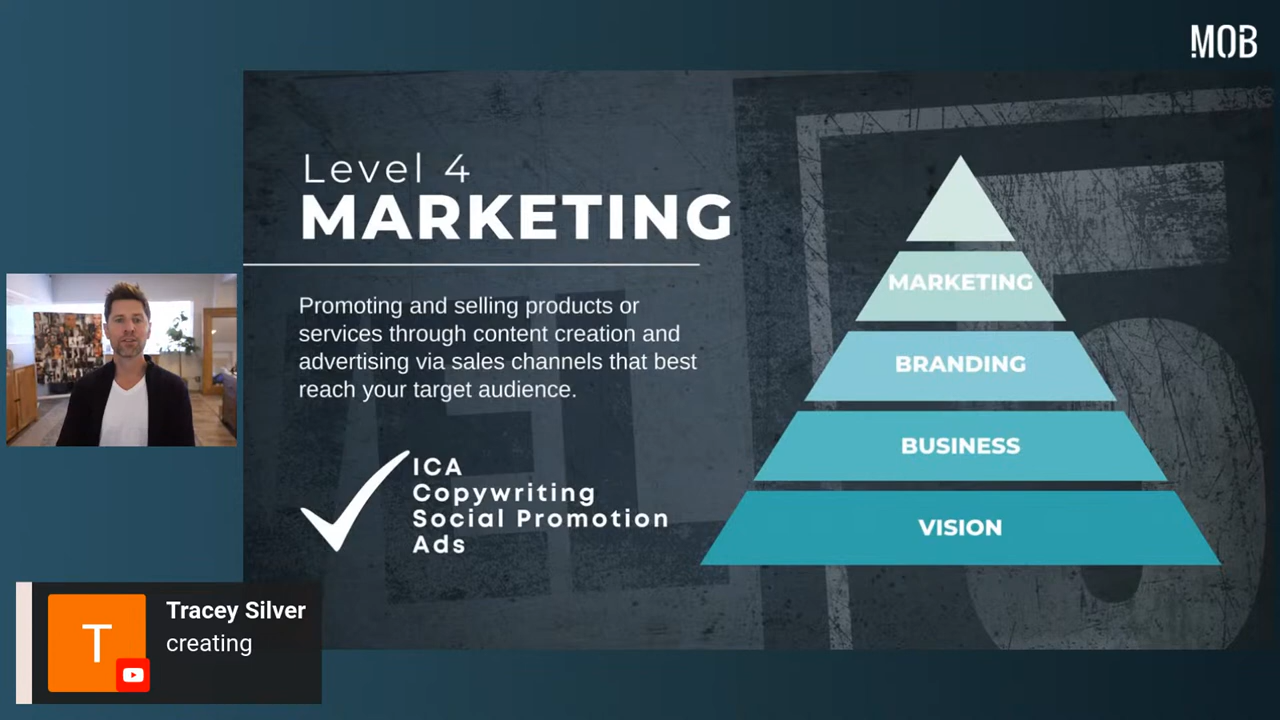 MOB
Level 4
MARKETING
Promoting and selling products or
services through content creation and
advertising via sales channels that best
reach your target audience.
ICA
Copywriting
Social Promotion
Ads
MARKETING
BRANDING
BUSINESS
VISION
T
Tracey Silver
creating